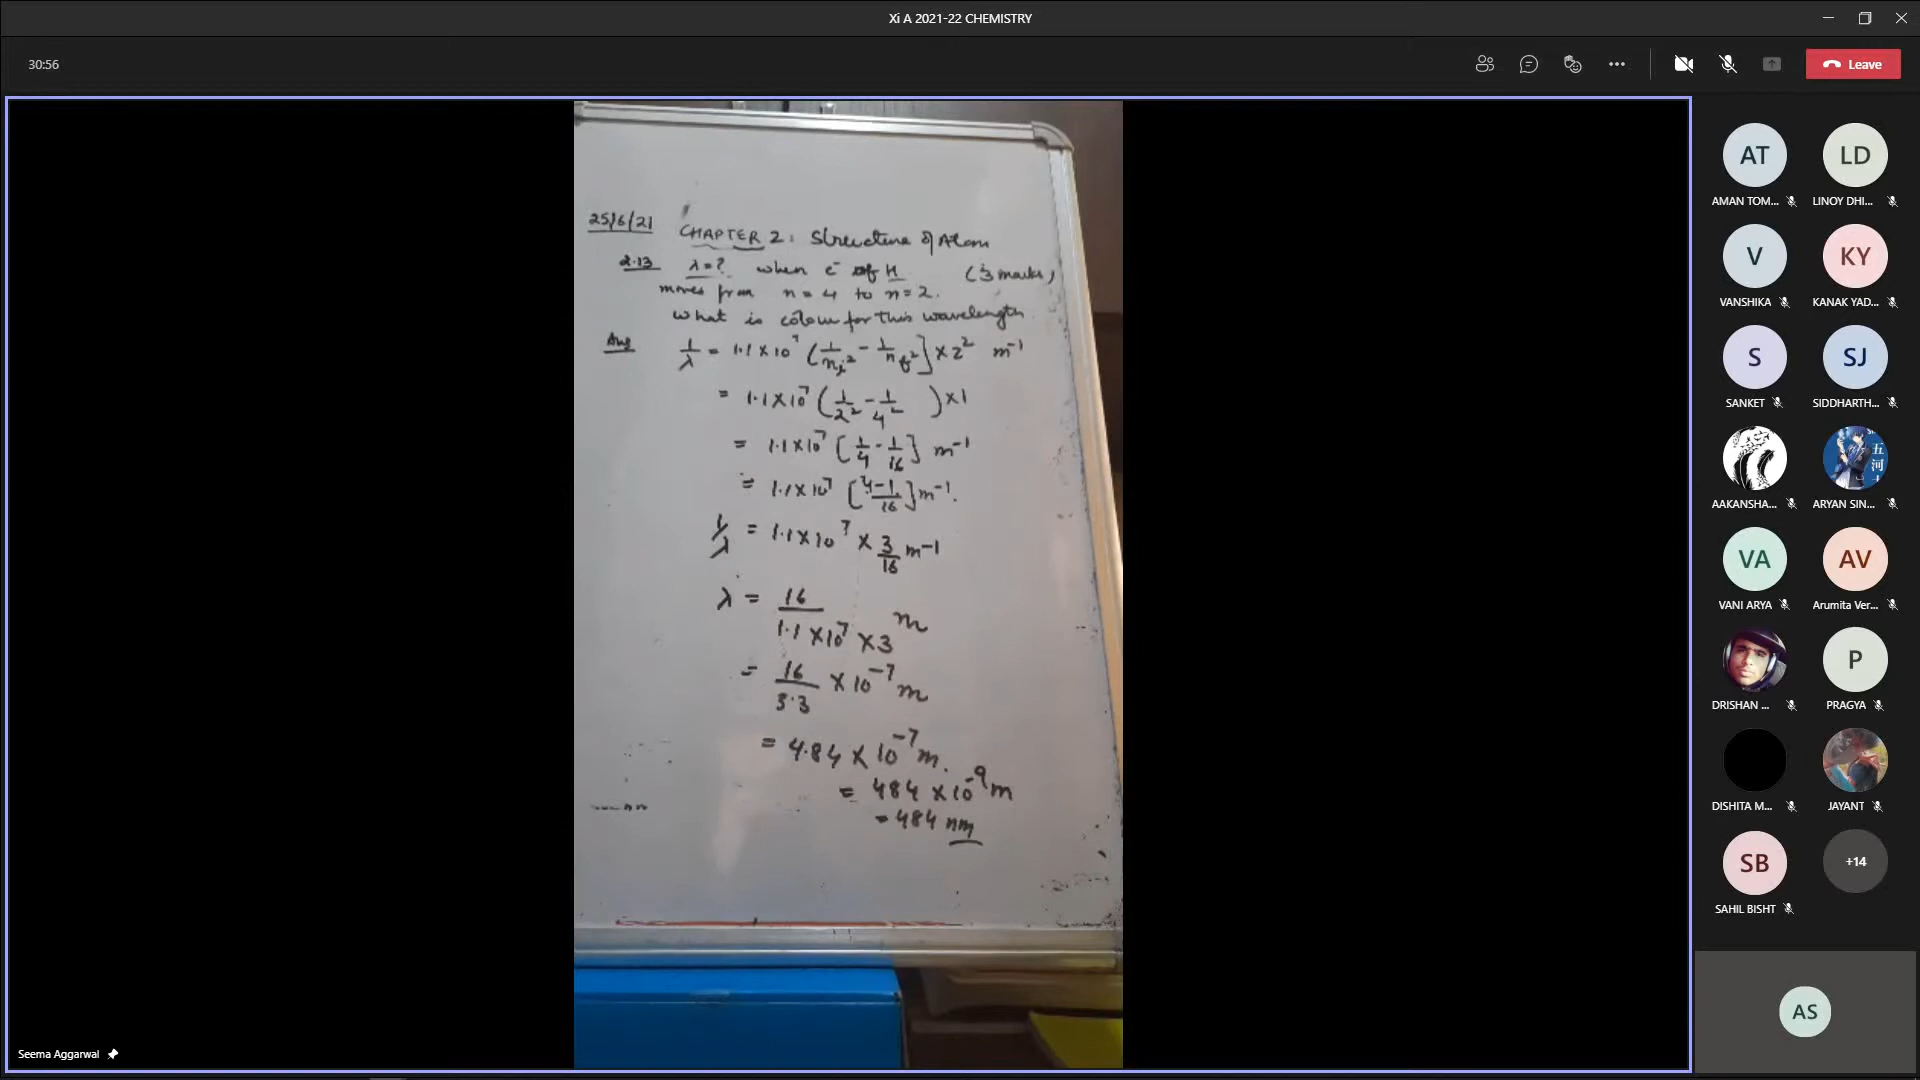 Xi A 2021-22 CHEMISTRY
30:56
Leave
25/6/21
CHAPTER 2: Structure of Atom
2.13 λ=? when e⁻ of H (3 marks)
moves from n = 4 to n = 2.
what is colour for this wavelength
Ans 1/λ = 1.1 × 10⁷ (1/nᵢ² - 1/n_f²] × z² m⁻¹
= 1.1 × 10⁷ (1/2² - 1/4² ) × 1
= 1.1 × 10⁷ [1/4 - 1/16] m⁻¹
= 1.1 × 10⁷ [4-1/16] m⁻¹.
1/λ = 1.1 × 10⁷ × 3/16 m⁻¹
λ = 16/1.1 × 10⁷ × 3 m
= 16/3.3 × 10⁻⁷ m
= 4.84 × 10⁻⁷ m.
= 484 × 10⁻⁹ m
= 484 nm
Seema Aggarwal
AT
LD
AMAN TOM...
LINOY DHI...
V
KY
VANSHIKA
KANAK YAD...
S
SJ
SANKET
SIDDHARTH...
五河
AAKANSHA...
ARYAN SIN...
VA
AV
VANI ARYA
Arumita Ver...
P
DRISHAN ...
PRAGYA
DISHITA M...
JAYANT
SB
+14
SAHIL BISHT
AS